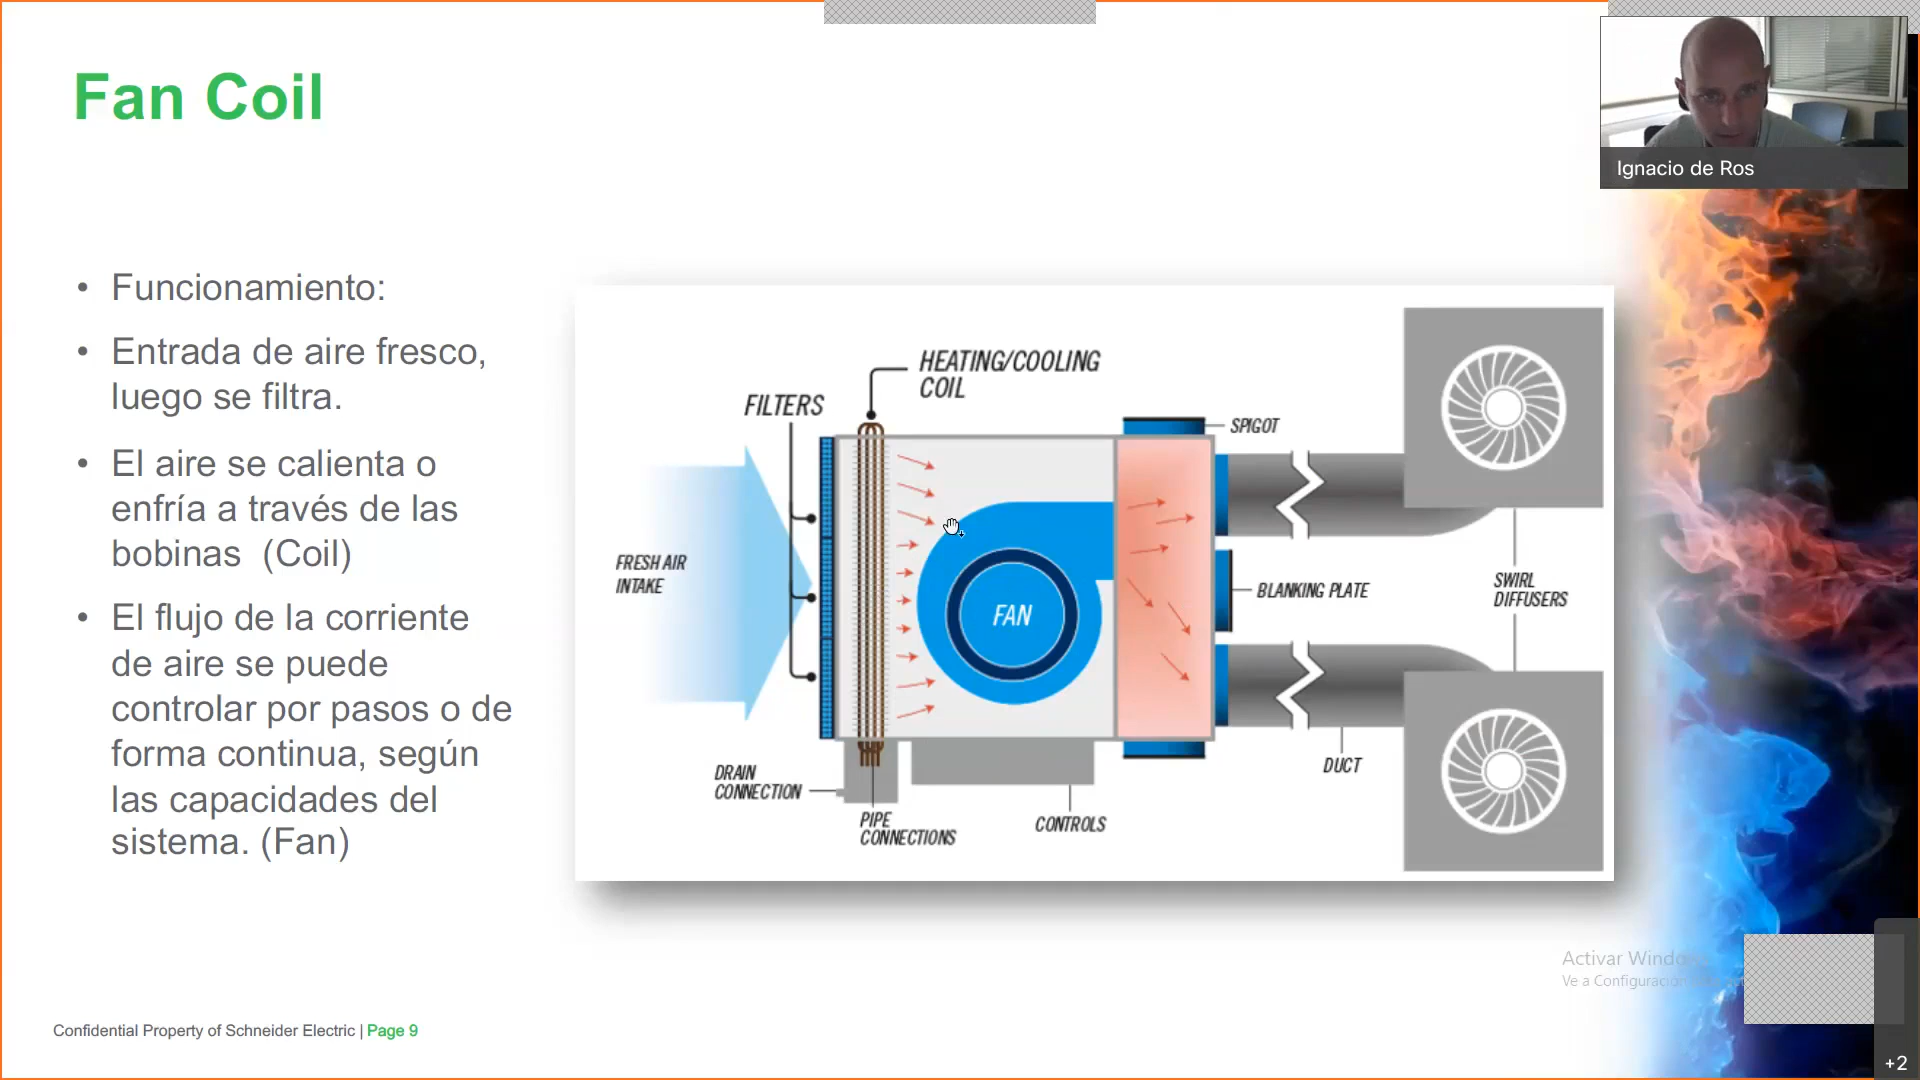 Fan Coil
Ignacio de Ros
• Funcionamiento:
• Entrada de aire fresco,
luego se filtra.
• El aire se calienta o
enfría a través de las
bobinas (Coil)
• El flujo de la corriente
de aire se puede
controlar por pasos o de
forma continua, según
las capacidades del
sistema. (Fan)
HEATING/COOLING
COIL
FILTERS
SPIGOT
FRESH AIR
INTAKE
FAN
BLANKING PLATE
SWIRL
DIFFUSERS
DRAIN
CONNECTION
PIPE
CONNECTIONS
CONTROLS
DUCT
Activar
Ve a Configuración
Confidential Property of Schneider Electric | Page 9
+2